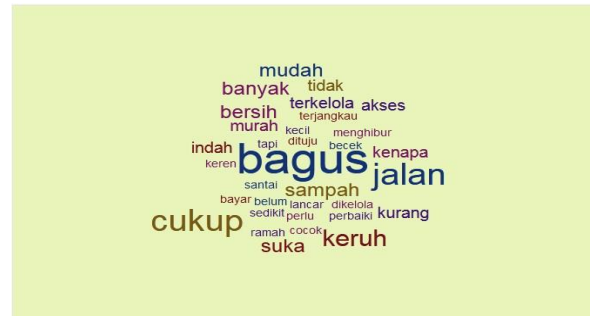 mudah
banyak tidak
bersih terkelola akses
murah terjangkau
kecil menghibur
indah tapi dituju becek kenapa
keren bagus jalan
santai sampah
bayar belum lancar dikelola
cukup sedikit perlu perbaiki kurang
ramah cocok keruh
suka